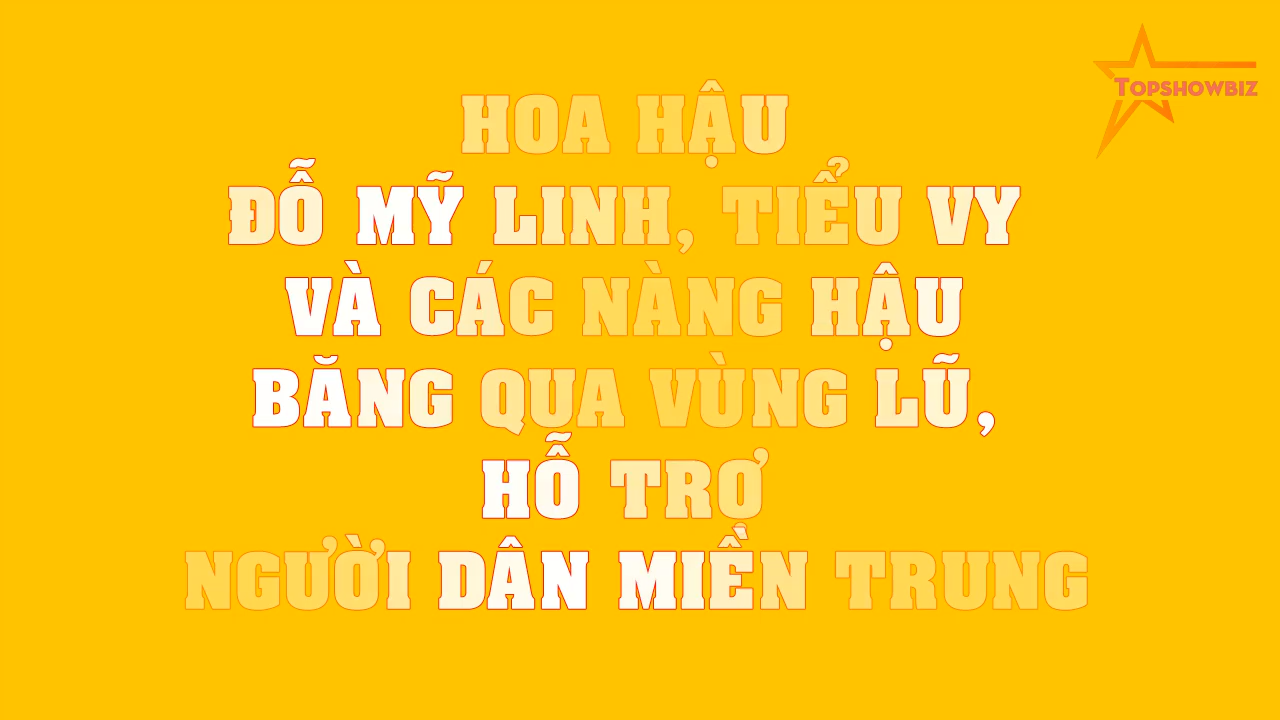 TOPSHOWBIZ
HOA HẬU
ĐỖ MỸ LINH, TIỂU VY
VÀ CÁC NÀNG HẬU
BĂNG QUA VÙNG LŨ,
HỖ TRỢ
NGƯỜI DÂN MIỀN TRUNG